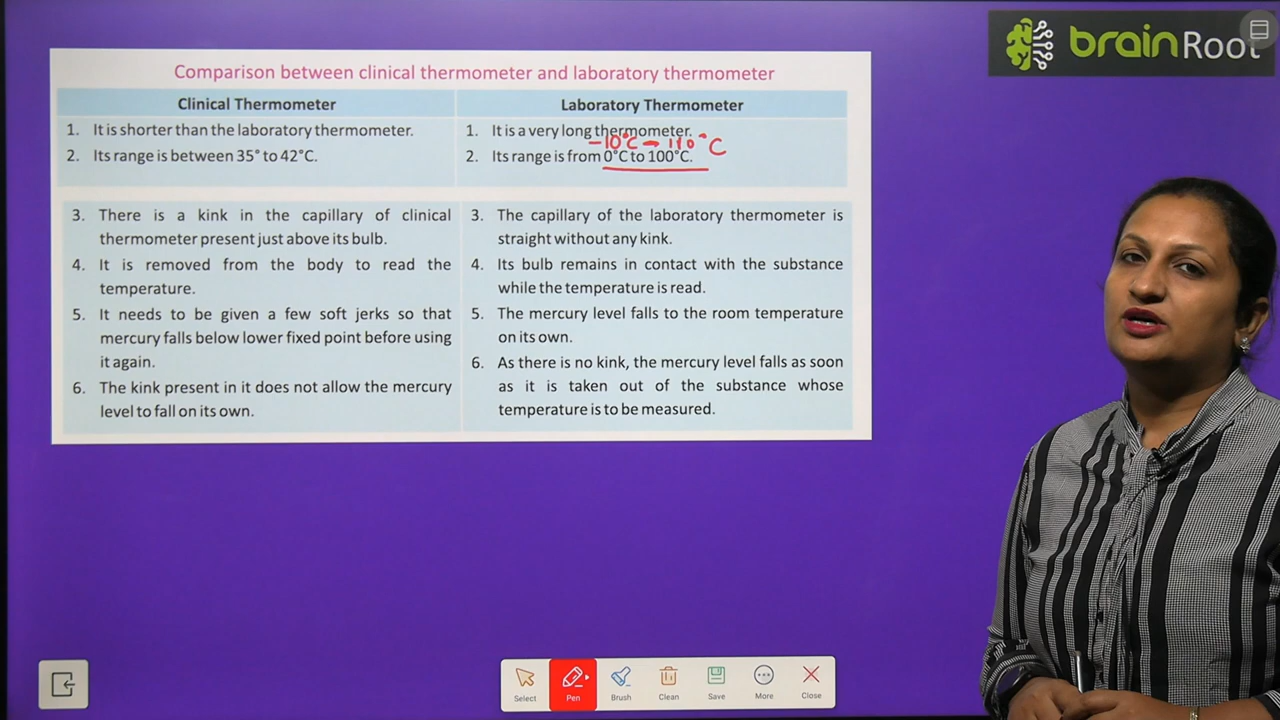 brainRoot
Comparison between clinical thermometer and laboratory thermometer
Clinical Thermometer
1. It is shorter than the laboratory thermometer.
2. Its range is between 35° to 42°C.
3. There is a kink in the capillary of clinical
thermometer present just above its bulb.
4. It is removed from the body to read the
temperature.
5. It needs to be given a few soft jerks so that
mercury falls below lower fixed point before using
it again.
6. The kink present in it does not allow the mercury
level to fall on its own.
Laboratory Thermometer
1. It is a very long thermometer.
-10°C → 110°C
2. Its range is from 0°C to 100°C.
3. The capillary of the laboratory thermometer is
straight without any kink.
4. Its bulb remains in contact with the substance
while the temperature is read.
5. The mercury level falls to the room temperature
on its own.
6. As there is no kink, the mercury level falls as soon
as it is taken out of the substance whose
temperature is to be measured.
Select Pen Brush Clean Save More Close